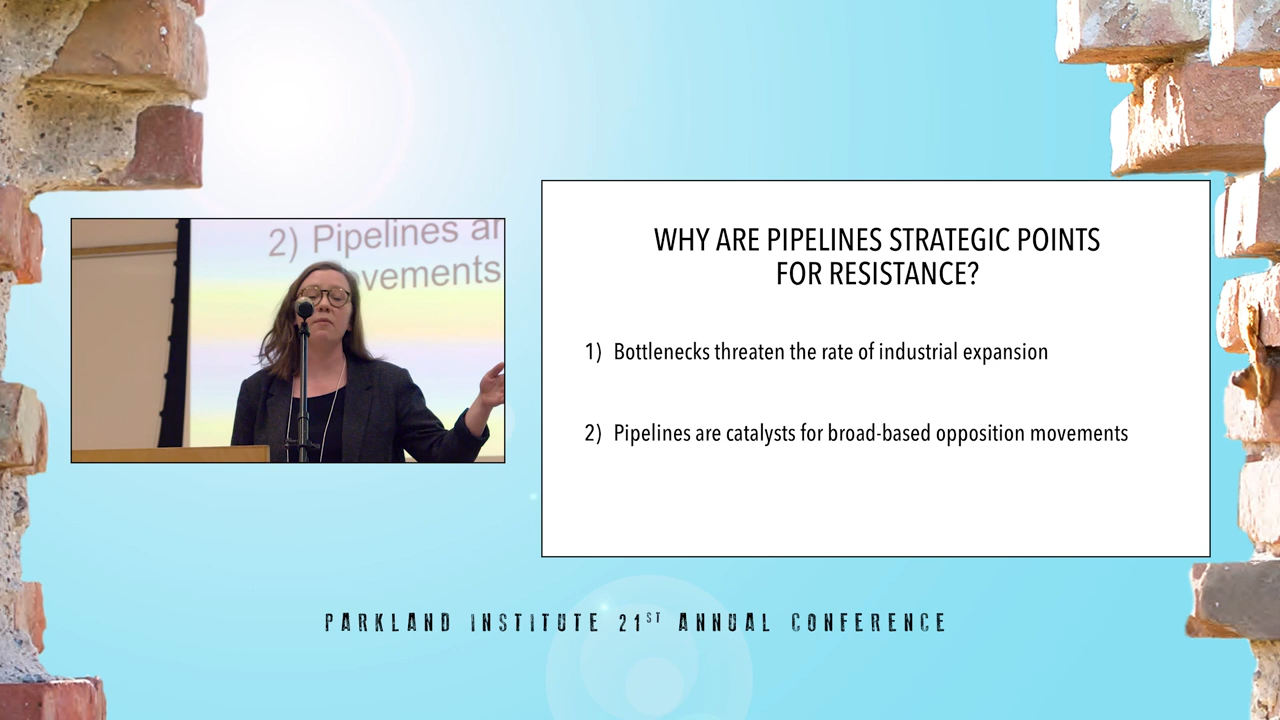 2) Pipelines ar
vements
WHY ARE PIPELINES STRATEGIC POINTS
FOR RESISTANCE?
1) Bottlenecks threaten the rate of industrial expansion
2) Pipelines are catalysts for broad-based opposition movements
PARKLAND INSTITUTE 21ST ANNUAL CONFERENCE